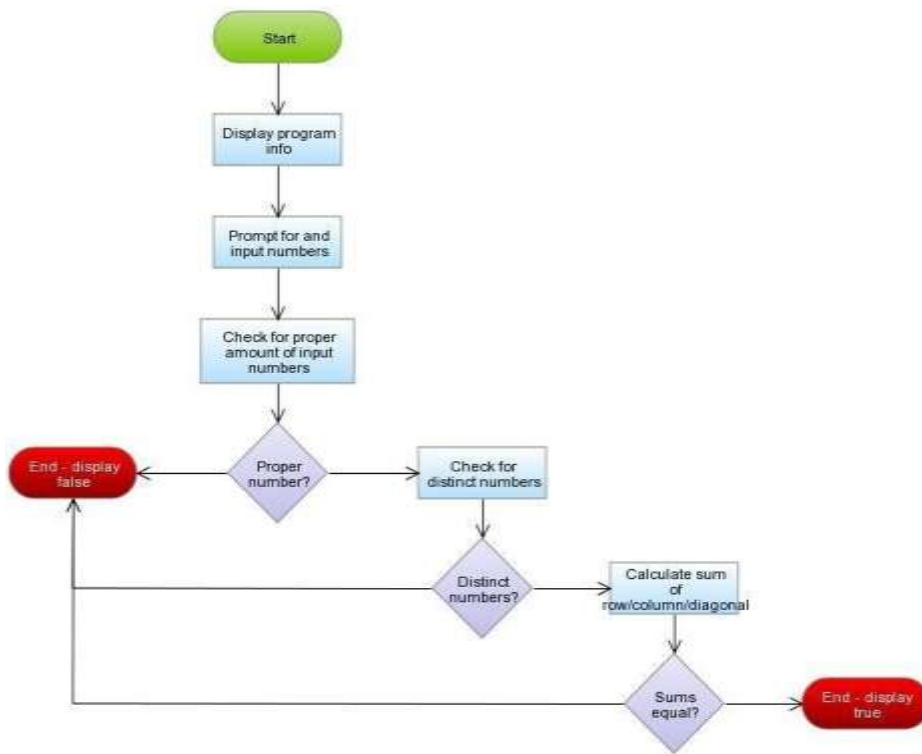 Start
Display program
info
Prompt for and
input numbers
Check for proper
amount of input
numbers
End - display
false
Proper
number?
Check for
distinct numbers
Distinct
numbers?
Calculate sum
of
row/column/diagonal
Sums
equal?
End - display
true